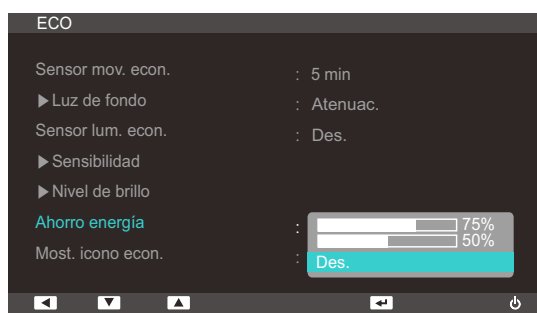 ECO
Sensor mov. econ. : 5 min
▶Luz de fondo : Atenuac.
Sensor lum. econ. : Des.
▶Sensibilidad
▶Nivel de brillo
Ahorro energía : 75%
50%
Most. icono econ. : Des.